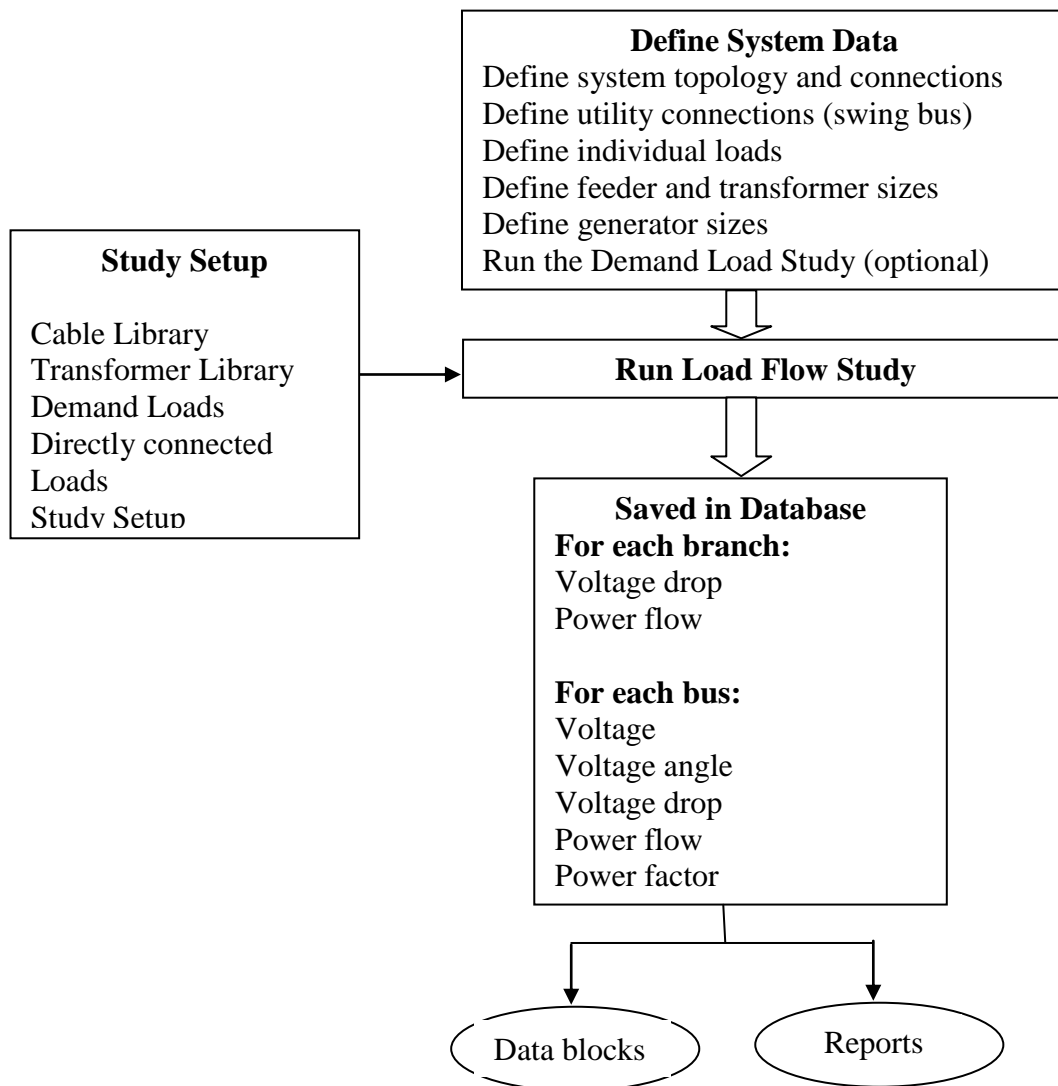 Define System Data
Define system topology and connections
Define utility connections (swing bus)
Define individual loads
Define feeder and transformer sizes
Define generator sizes
Run the Demand Load Study (optional)
Study Setup
Cable Library
Transformer Library
Demand Loads
Directly connected
Loads
Study Setup
Run Load Flow Study
Saved in Database
For each branch:
Voltage drop
Power flow
For each bus:
Voltage
Voltage angle
Voltage drop
Power flow
Power factor
Data blocks
Reports